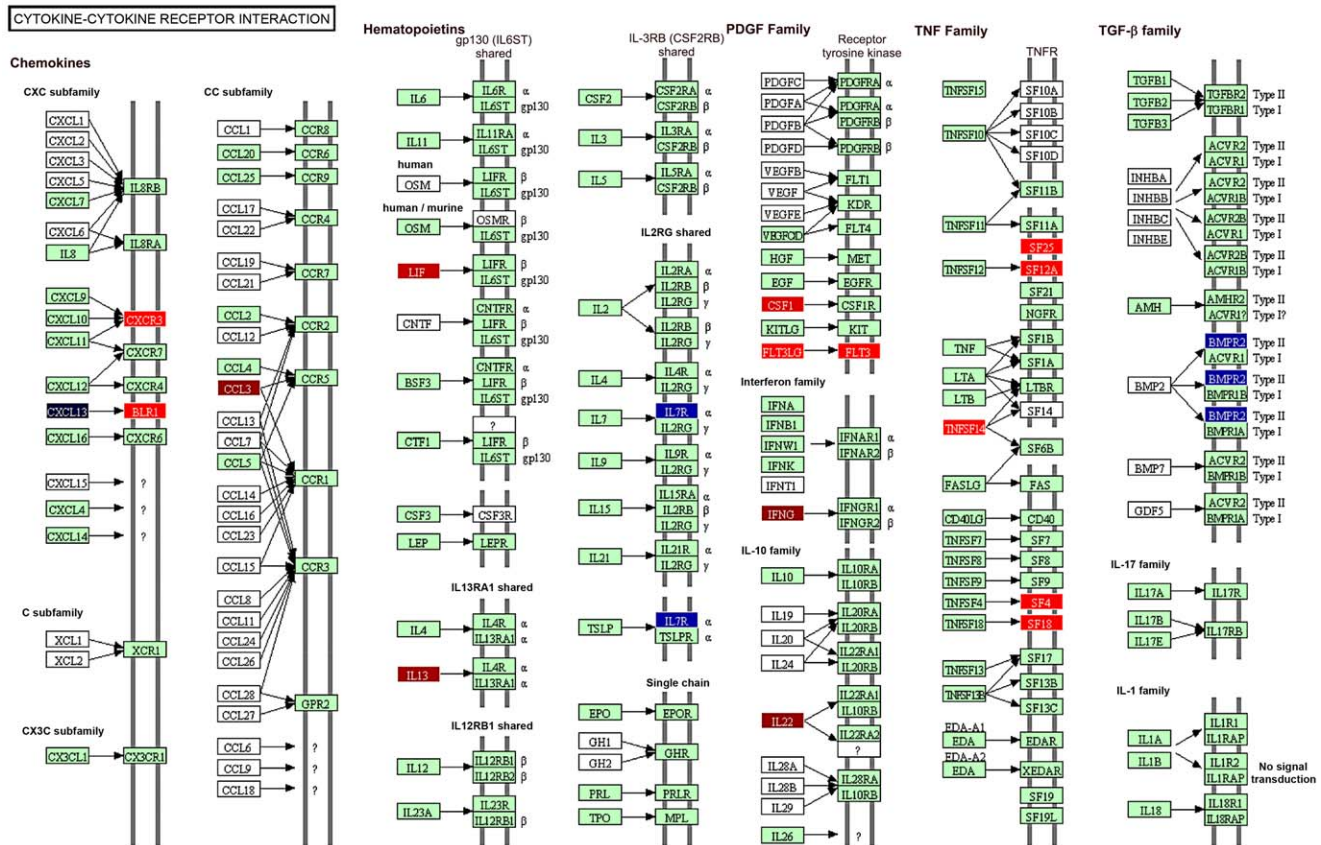 CYTOKINE-CYTOKINE RECEPTOR INTERACTION
Chemokines
CXC subfamily
CXCL1
CXCL2
CXCL3
CXCL5
CXCL7
CXCL6
IL8
IL8RB
IL8RA
CXCL9
CXCL10
CXCL11
CXCL12
CXCL13
CXCL16
CXCL15 ?
CXCL4 ?
CXCL14 ?
CXCR3
CXCR7
CXCR4
BLR1
CXCR6
C subfamily
XCL1
XCL2
XCR1
CX3C subfamily
CX3CL1
CX3CR1
CC subfamily
CCL1
CCL20
CCL25
CCL17
CCL22
CCL19
CCL21
CCL2
CCL12
CCL4
CCL3
CCL13
CCL7
CCL5
CCL14
CCL16
CCL23
CCL15
CCL8
CCL11
CCL24
CCL26
CCL28
CCL27
CCL6 ?
CCL9 ?
CCL18 ?
CCR8
CCR6
CCR9
CCR4
CCR7
CCR2
CCR5
CCR1
CCR3
GPR2
Hematopoietins
gp130 (IL6ST)
shared
IL6
IL6R α
IL6ST gp130
IL11
IL11RA α
IL6ST gp130
human
OSM
LIFR β
IL6ST gp130
human / murine
OSM
OSMR β
IL6ST gp130
LIF
LIFR β
IL6ST gp130
CNTF
CNTFR α
LIFR β
IL6ST gp130
BSF3
CNTFR α
LIFR β
IL6ST gp130
CTF1
?
LIFR β
IL6ST gp130
CSF3
CSF3R
LEP
LEPR
IL13RA1 shared
IL4
IL4R α
IL13RA1 α
IL13
IL4R α
IL13RA1 α
IL12RB1 shared
IL12
IL12RB1 β
IL12RB2 β
IL23A
IL23R
IL12RB1 β
IL-3RB (CSF2RB)
shared
CSF2
CSF2RA α
CSF2RB β
IL3
IL3RA α
CSF2RB β
IL5
IL5RA α
CSF2RB β
IL2RG shared
IL2
IL2RA α
IL2RB β
IL2RG γ
IL2RB β
IL2RG γ
IL4
IL4R α
IL2RG γ
IL7
IL7R α
IL2RG γ
IL9
IL9R α
IL2RG γ
IL15
IL15RA α
IL2RB β
IL2RG γ
IL21
IL21R α
IL2RG γ
TSLP
IL7R α
TSLPR α
Single chain
EPO
EPOR
GH1
GH2
GHR
PRL
PRLR
TPO
MPL
PDGF Family
Receptor
tyrosine kinase
PDGFC
PDGFA
PDGFB
PDGFD
PDGFRA α
PDGFRA α
PDGFRB β
PDGFRB β
VEGFB
VEGF
VEGFE
VEGFC/D
FLT1
KDR
FLT4
HGF
MET
EGF
EGFR
CSF1
CSF1R
KITLG
KIT
FLT3LG
FLT3
Interferon family
IFNA
IFNB1
IFNW1
IFNK
IFNT1
IFNAR1 α
IFNAR2 β
IFNG
IFNGR1 α
IFNGR2 β
IL-10 family
IL10
IL10RA
IL10RB
IL19
IL20
IL24
IL20RA
IL20RB
IL22RA1
IL20RB
IL22
IL22RA1
IL10RB
IL22RA2
?
IL28A
IL28B
IL29
IL28RA
IL10RB
IL26 ?
TNF Family
TNFR
TNFSF15
TNFSF10
TNFSF11
TNFSF12
SF10A
SF10B
SF10C
SF10D
SF11B
SF11A
SF25
SF12A
SF21
NGFR
TNF
LTA
LTB
TNFSF14
FASLG
SF1B
SF1A
LTBR
SF14
SF6B
FAS
CD40LG
CD40
TNFSF7
SF7
TNFSF8
SF8
TNFSF9
SF9
TNFSF4
SF4
TNFSF18
SF18
TNFSF13
TNFSF13B
SF17
SF13B
SF13C
EDA-A1
EDA
EDAR
EDA-A2
EDA
XEDAR
SF19
SF19L
TGF-β family
TGFB1
TGFB2
TGFB3
TGFBR2 Type II
TGFBR1 Type I
INHBA
INHBB
INHBC
INHBE
ACVR2 Type II
ACVR1 Type I
ACVR2 Type II
ACVR1B Type I
ACVR2B Type II
ACVR1 Type I
ACVR2B Type II
ACVR1B Type I
AMH
AMHR2 Type II
ACVR1? Type I?
BMP2
BMPR2 Type II
ACVR1 Type I
BMPR2 Type II
BMPR1B Type I
BMPR2 Type II
BMPR1A Type I
BMP7
ACVR2 Type II
BMPR1B Type I
GDF5
ACVR2 Type II
BMPR1A Type I
IL-17 family
IL17A
IL17R
IL17B
IL17E
IL17RB
IL-1 family
IL1A
IL1B
IL1R1
IL1RAP
IL1R2
IL1RAP
No signal
transduction
IL18
IL18R1
IL18RAP